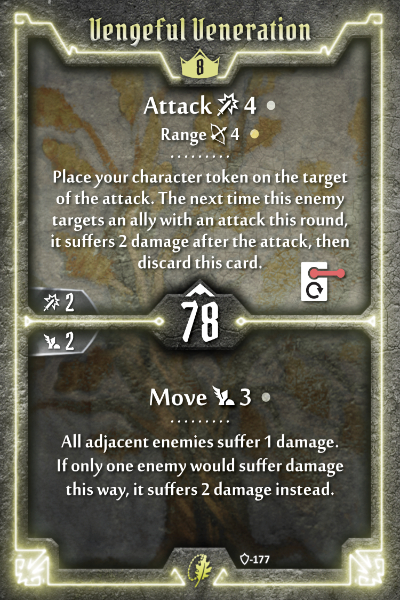 Vengeful Veneration
8
Attack 4
Range 4
Place your character token on the target
of the attack. The next time this enemy
targets an ally with an attack this round,
it suffers 2 damage after the attack, then
discard this card.
2
78
2
Move 3
All adjacent enemies suffer 1 damage.
If only one enemy would suffer damage
this way, it suffers 2 damage instead.
-177